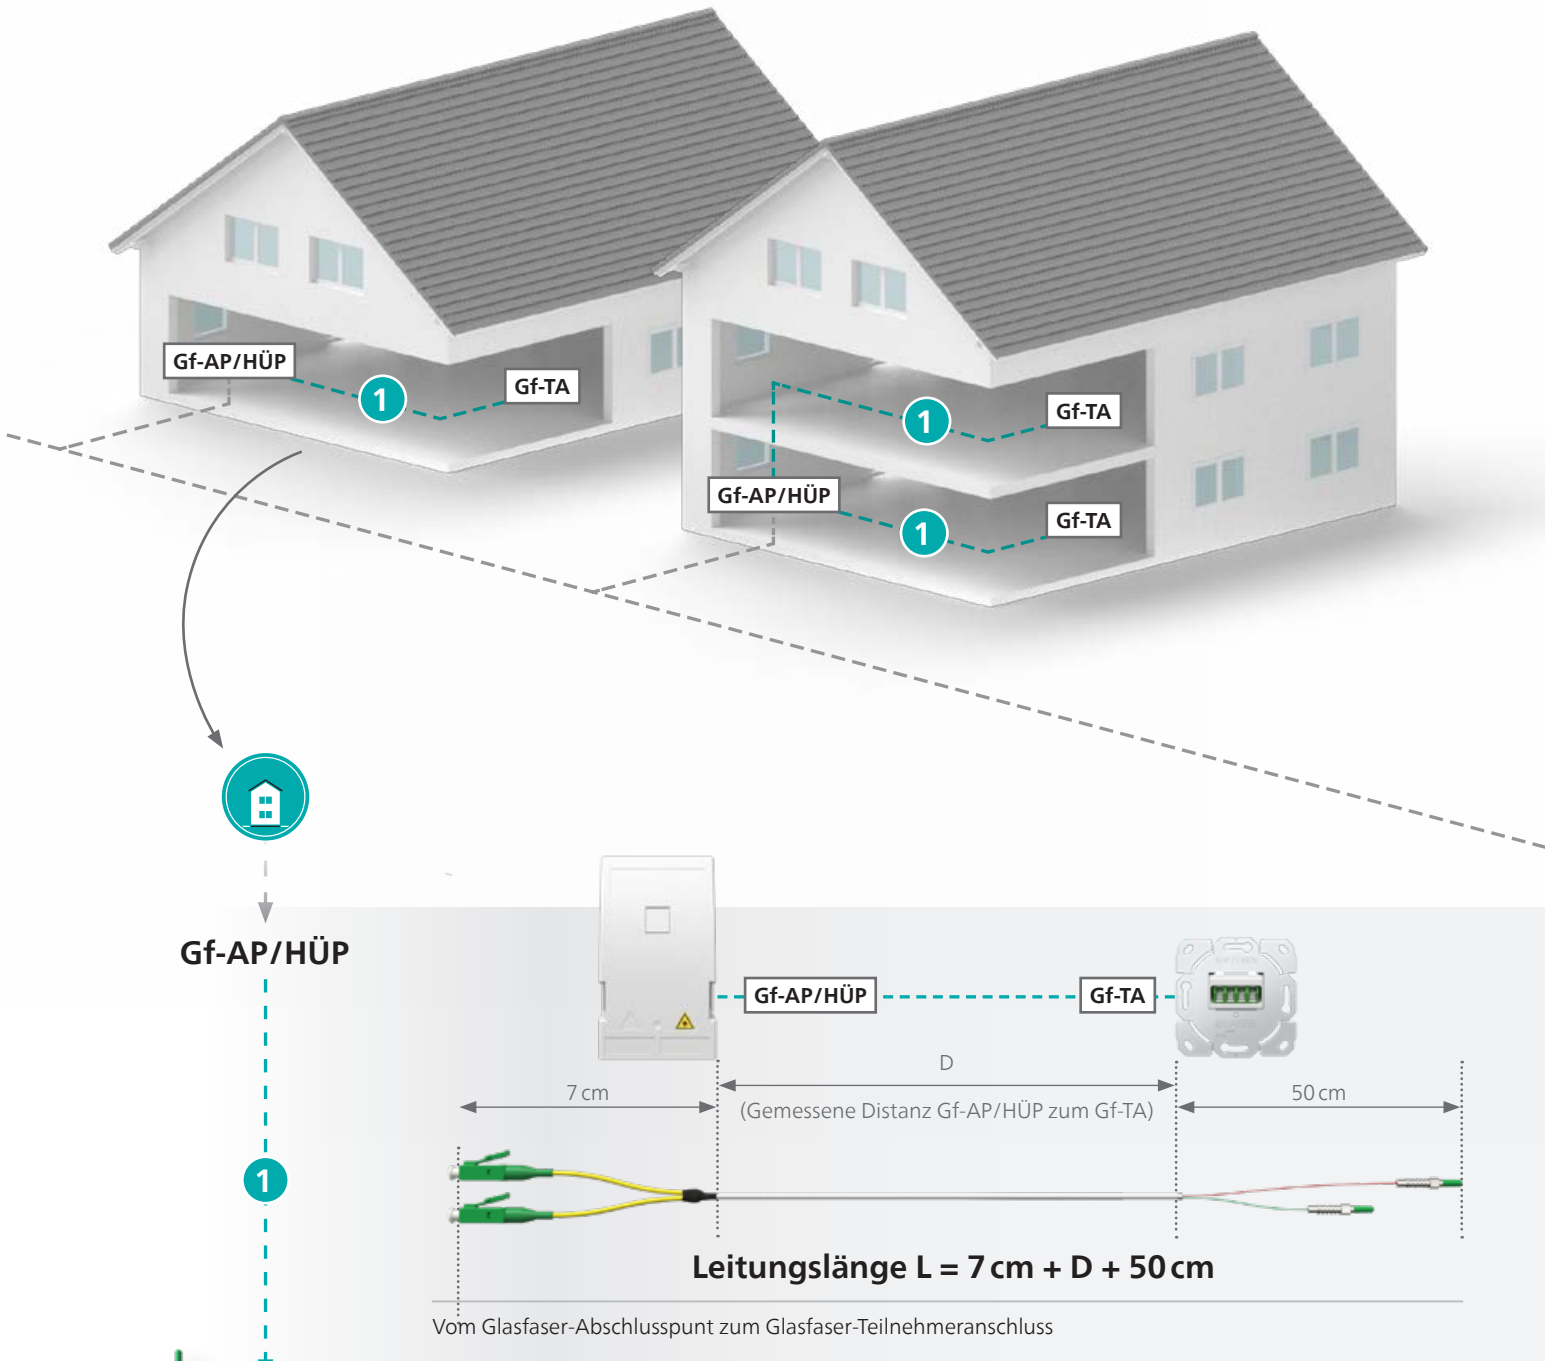 Gf-AP/HÜP
1
Gf-TA
1
Gf-TA
Gf-AP/HÜP
1
Gf-TA
Gf-AP/HÜP
Gf-AP/HÜP
Gf-TA
D
7 cm
(Gemessene Distanz Gf-AP/HÜP zum Gf-TA)
50 cm
1
Leitungslänge L = 7 cm + D + 50 cm
Vom Glasfaser-Abschlusspunt zum Glasfaser-Teilnehmeranschluss